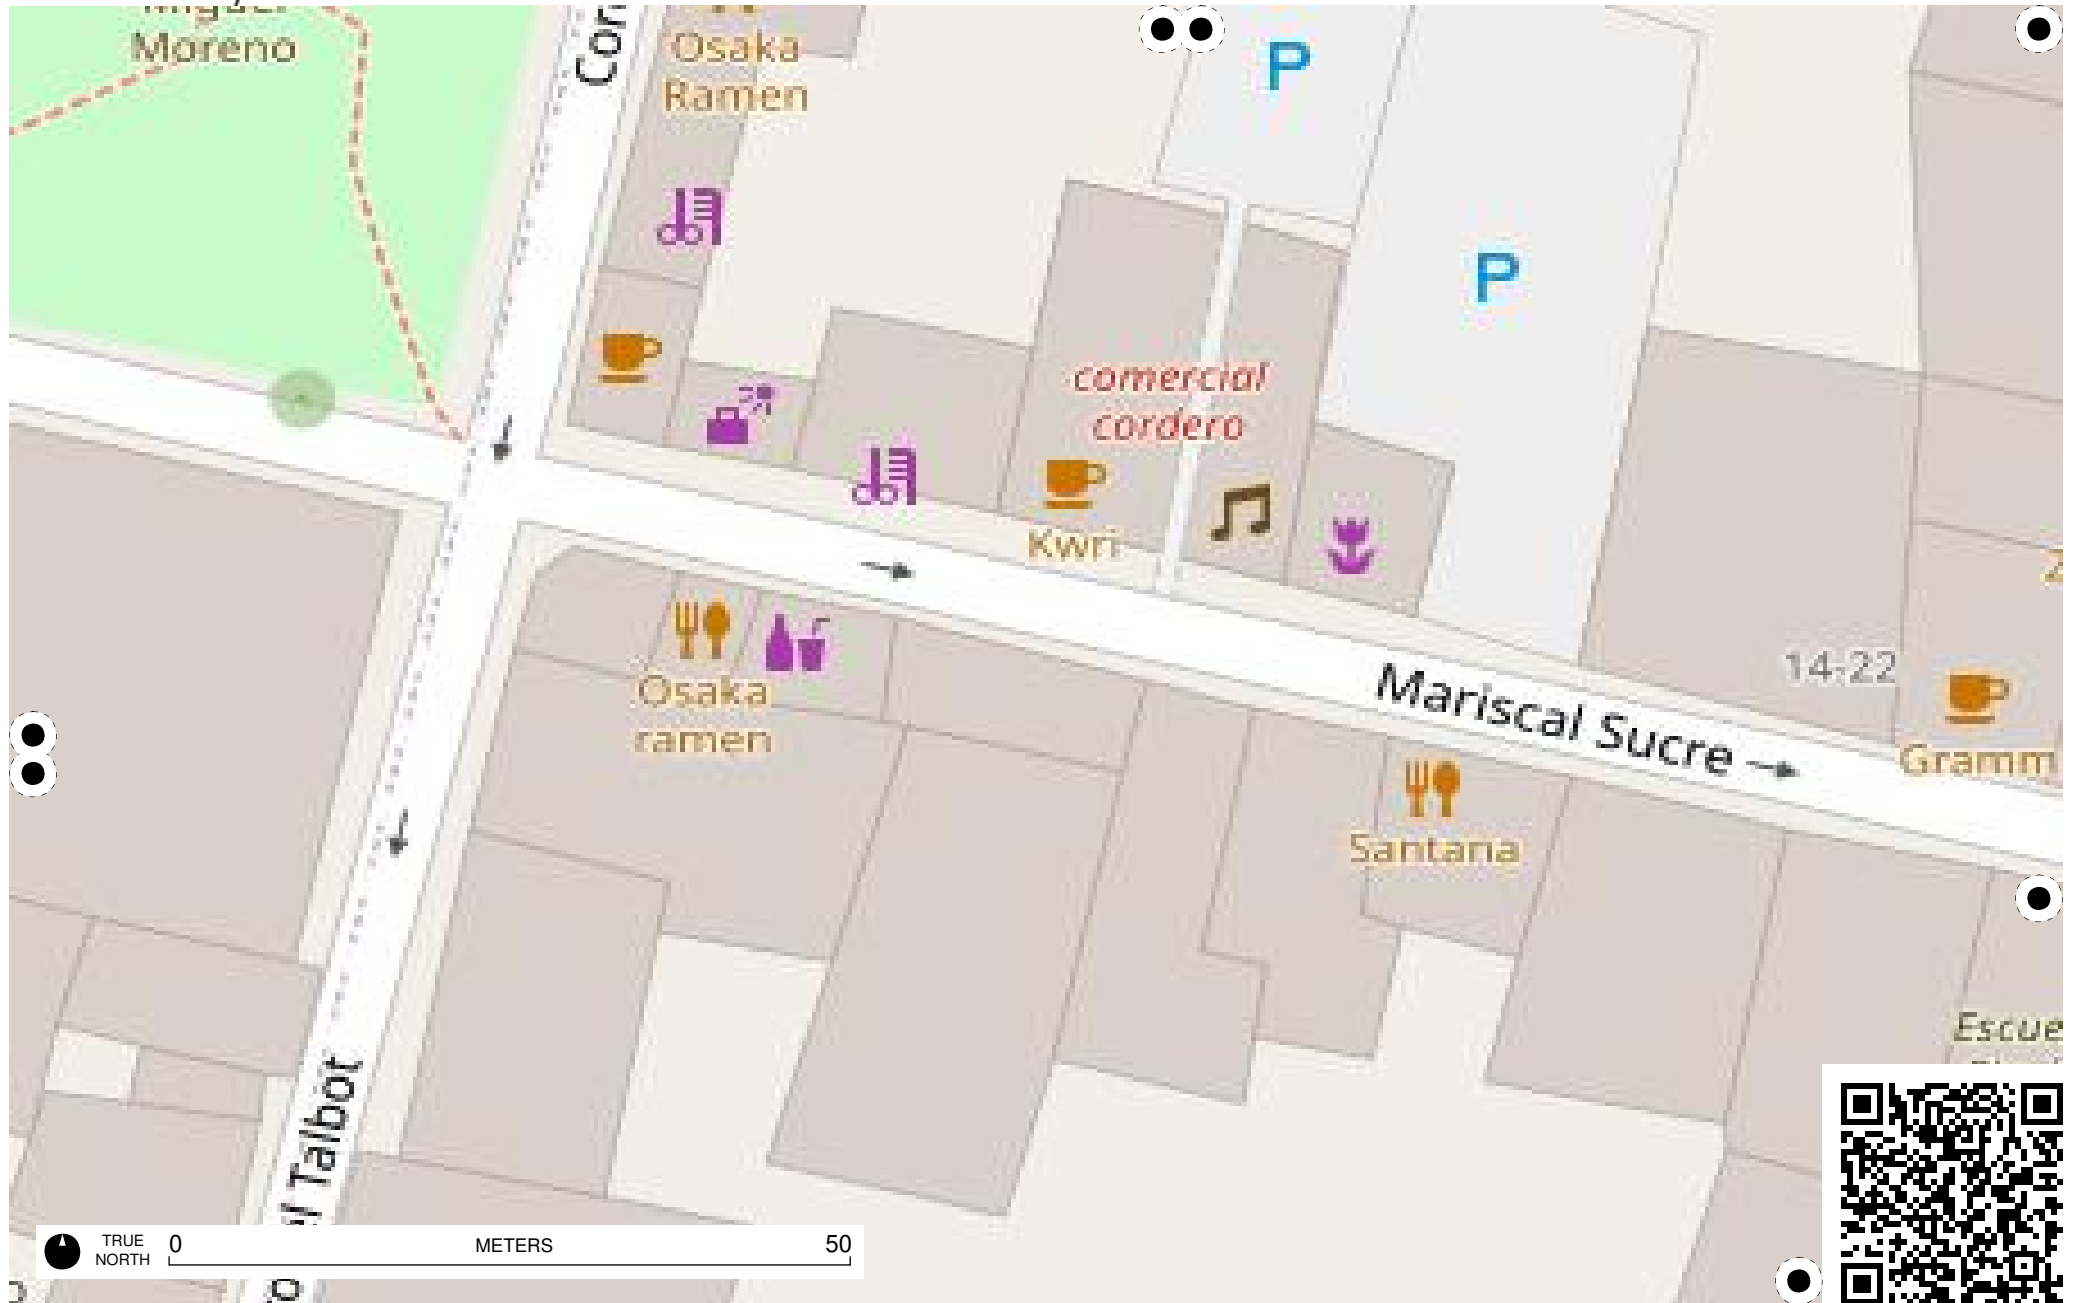 Moreno
Osaka
Ramen
P
P
comercial
cordero
Kwri
Osaka
ramen
Mariscal Sucre
14-22
Gramm
Santana
Escue
Talbot
TRUE
NORTH
0
METERS
50